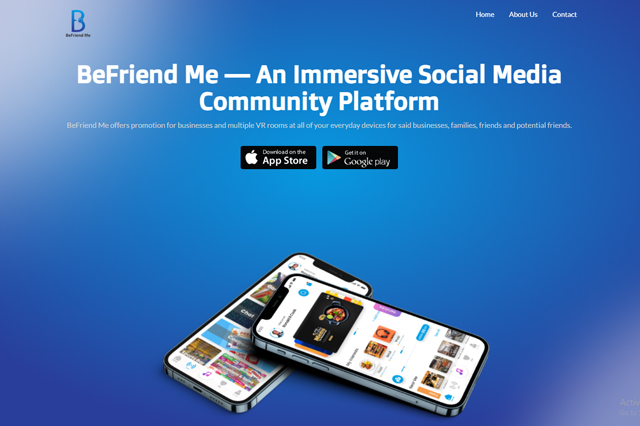 BeFriend Me
Home
About Us
Contact
BeFriend Me — An Immersive Social Media
Community Platform
BeFriend Me offers promotion for businesses and multiple VR rooms at all of your everyday devices for said businesses, families, friends and potential friends.
Download on the
App Store
Get it on
Google play